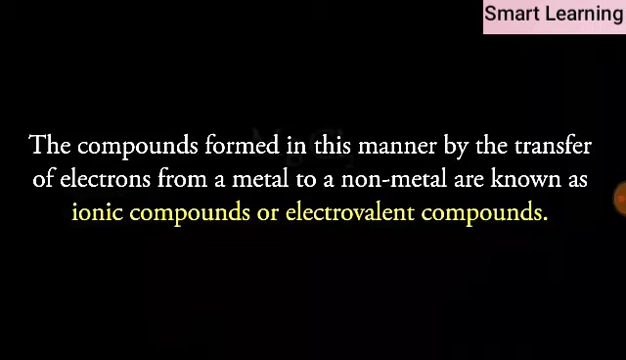 Smart Learning
The compounds formed in this manner by the transfer
of electrons from a metal to a non-metal are known as
ionic compounds or electrovalent compounds.